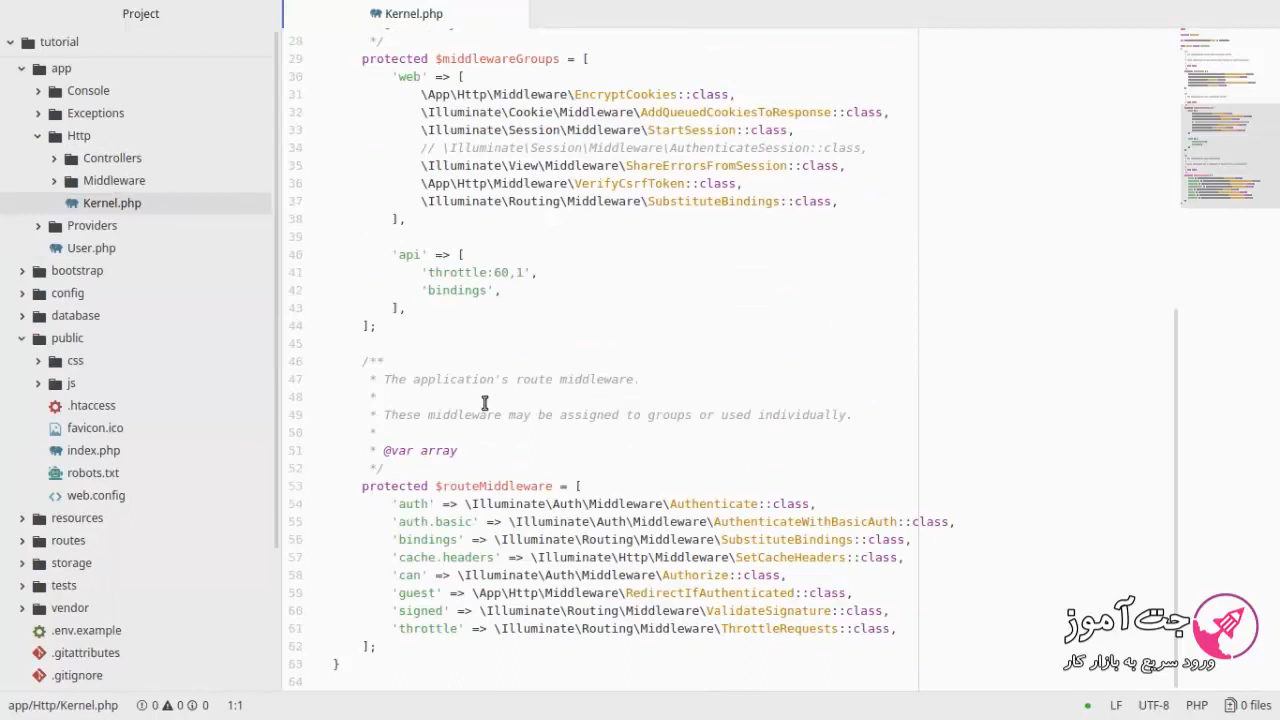 Project
Kernel.php
tutorial
app
Console
Exceptions
Http
Controllers
Middleware
Kernel.php
Providers
User.php
bootstrap
config
database
public
css
js
.htaccess
favicon.ico
index.php
robots.txt
web.config
resources
routes
storage
tests
vendor
.env.example
.gitattributes
.gitignore
28 */
29 protected $middlewareGroups = [
30 'web' => [
31 \App\Http\Middleware\EncryptCookies::class,
32 \Illuminate\Cookie\Middleware\AddQueuedCookiesToResponse::class,
33 \Illuminate\Session\Middleware\StartSession::class,
34 // \Illuminate\Session\Middleware\AuthenticateSession::class,
35 \Illuminate\View\Middleware\ShareErrorsFromSession::class,
36 \App\Http\Middleware\VerifyCsrfToken::class,
37 \Illuminate\Routing\Middleware\SubstituteBindings::class,
38 ],
39
40 'api' => [
41 'throttle:60,1',
42 'bindings',
43 ],
44 ];
45
46 /**
47 * The application's route middleware.
48 *
49 * These middleware may be assigned to groups or used individually.
50 *
51 * @var array
52 */
53 protected $routeMiddleware = [
54 'auth' => \Illuminate\Auth\Middleware\Authenticate::class,
55 'auth.basic' => \Illuminate\Auth\Middleware\AuthenticateWithBasicAuth::class,
56 'bindings' => \Illuminate\Routing\Middleware\SubstituteBindings::class,
57 'cache.headers' => \Illuminate\Http\Middleware\SetCacheHeaders::class,
58 'can' => \Illuminate\Auth\Middleware\Authorize::class,
59 'guest' => \App\Http\Middleware\RedirectIfAuthenticated::class,
60 'signed' => \Illuminate\Routing\Middleware\ValidateSignature::class,
61 'throttle' => \Illuminate\Routing\Middleware\ThrottleRequests::class,
62 ];
63 }
64
جت آموز
ورود سریع به بازار کار
app/Http/Kernel.php 0 0 0 1:1 LF UTF-8 PHP 0 files